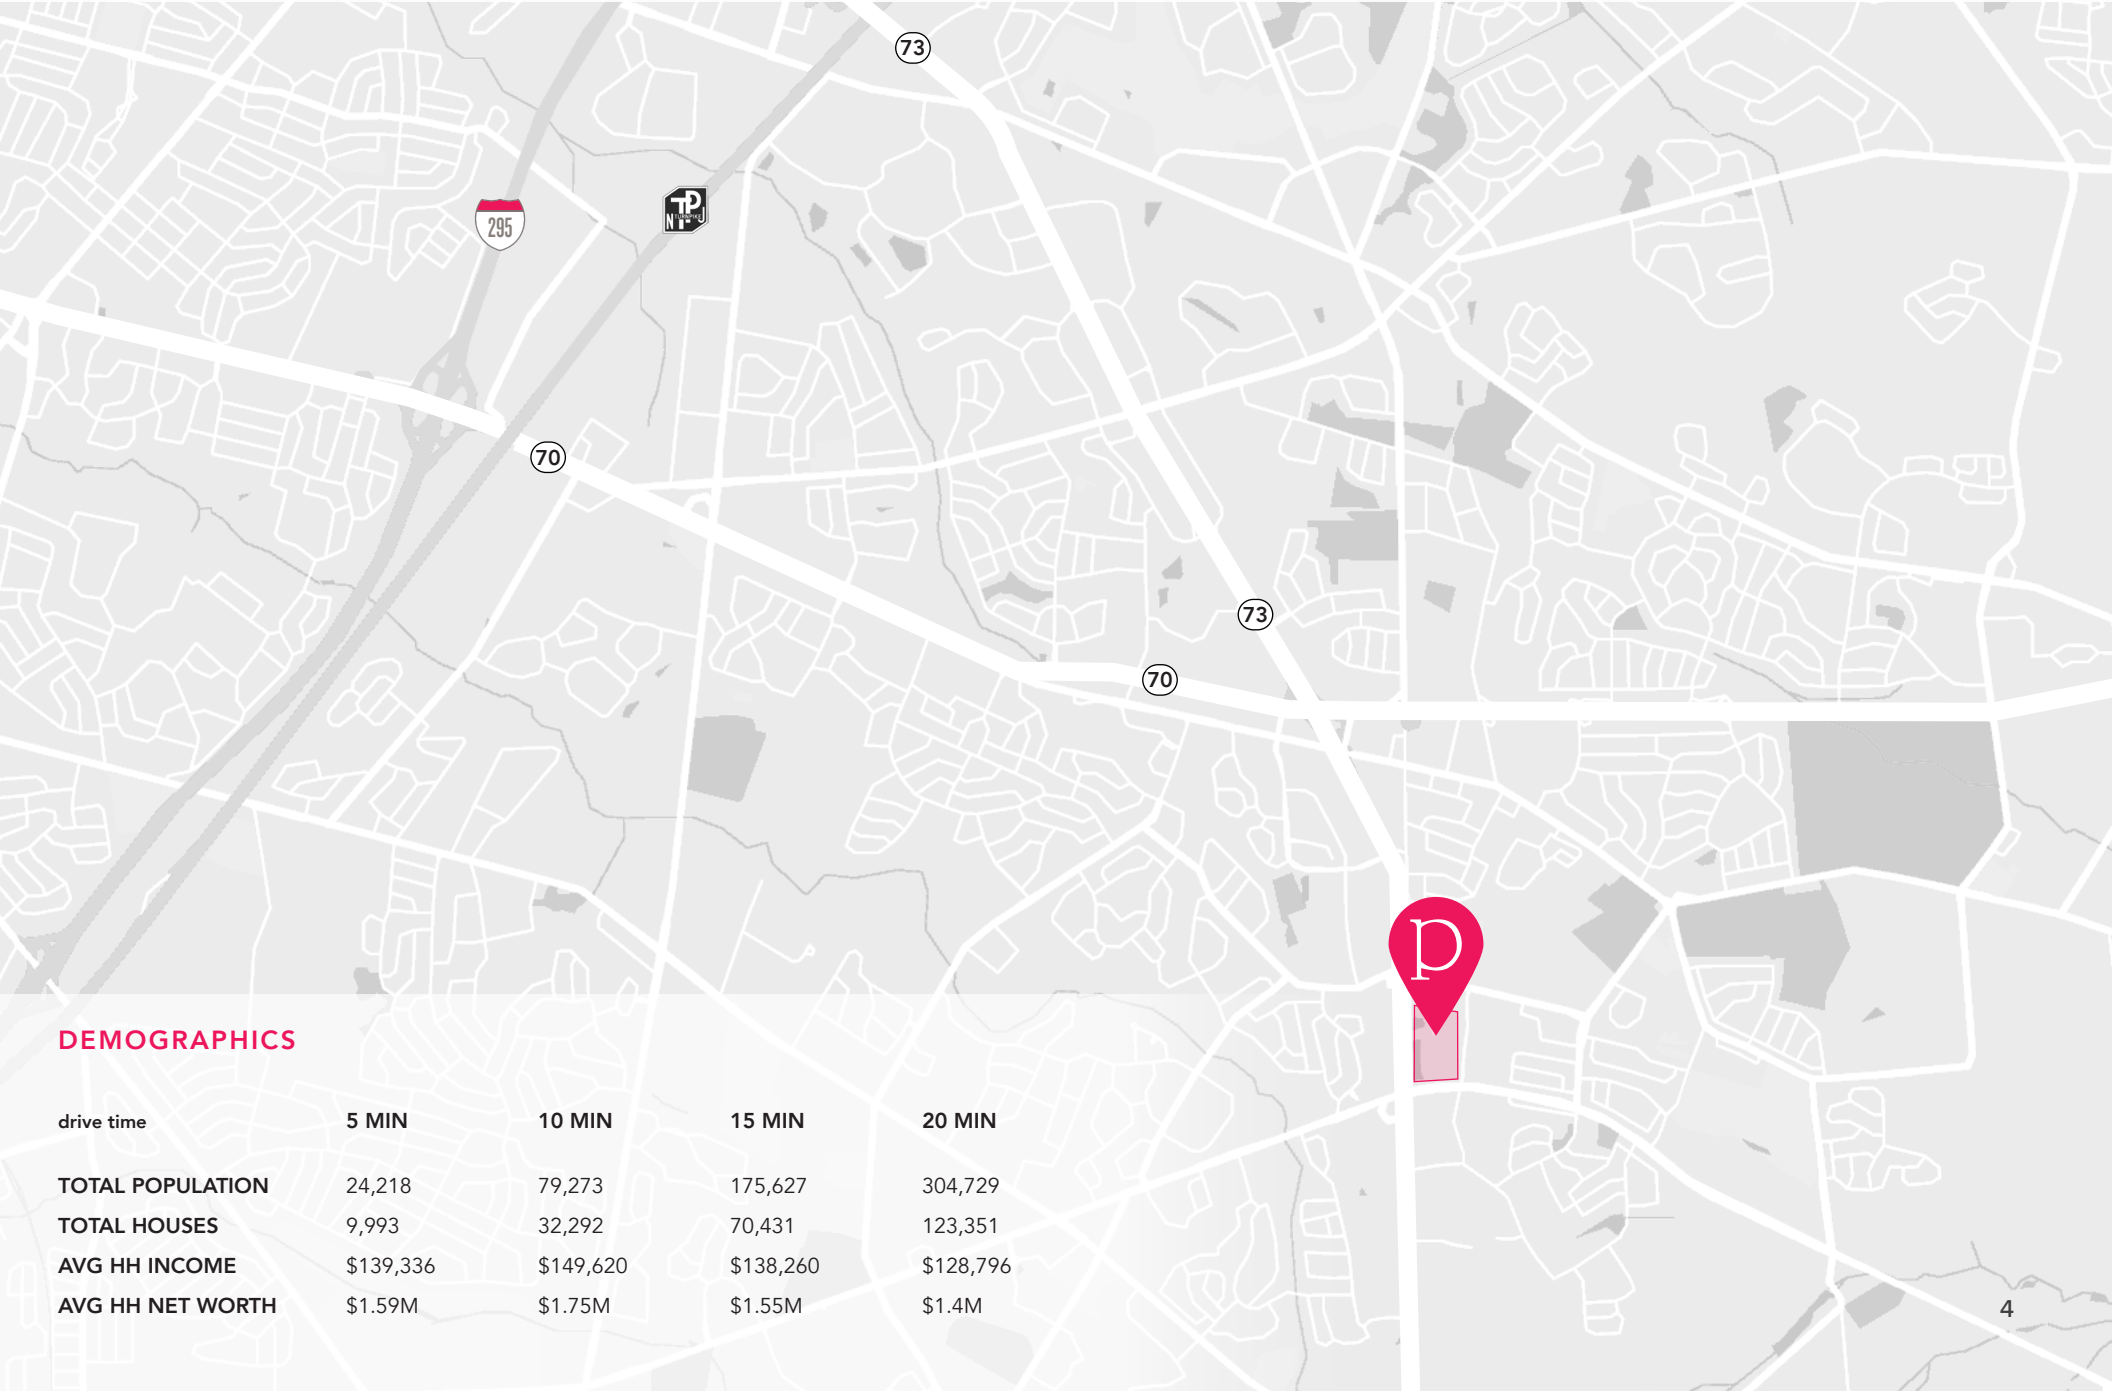 73
295
NTPJ
TURNPIKE
70
73
70
p
DEMOGRAPHICS
drive time 5 MIN 10 MIN 15 MIN 20 MIN
TOTAL POPULATION 24,218 79,273 175,627 304,729
TOTAL HOUSES 9,993 32,292 70,431 123,351
AVG HH INCOME $139,336 $149,620 $138,260 $128,796
AVG HH NET WORTH $1.59M $1.75M $1.55M $1.4M
4